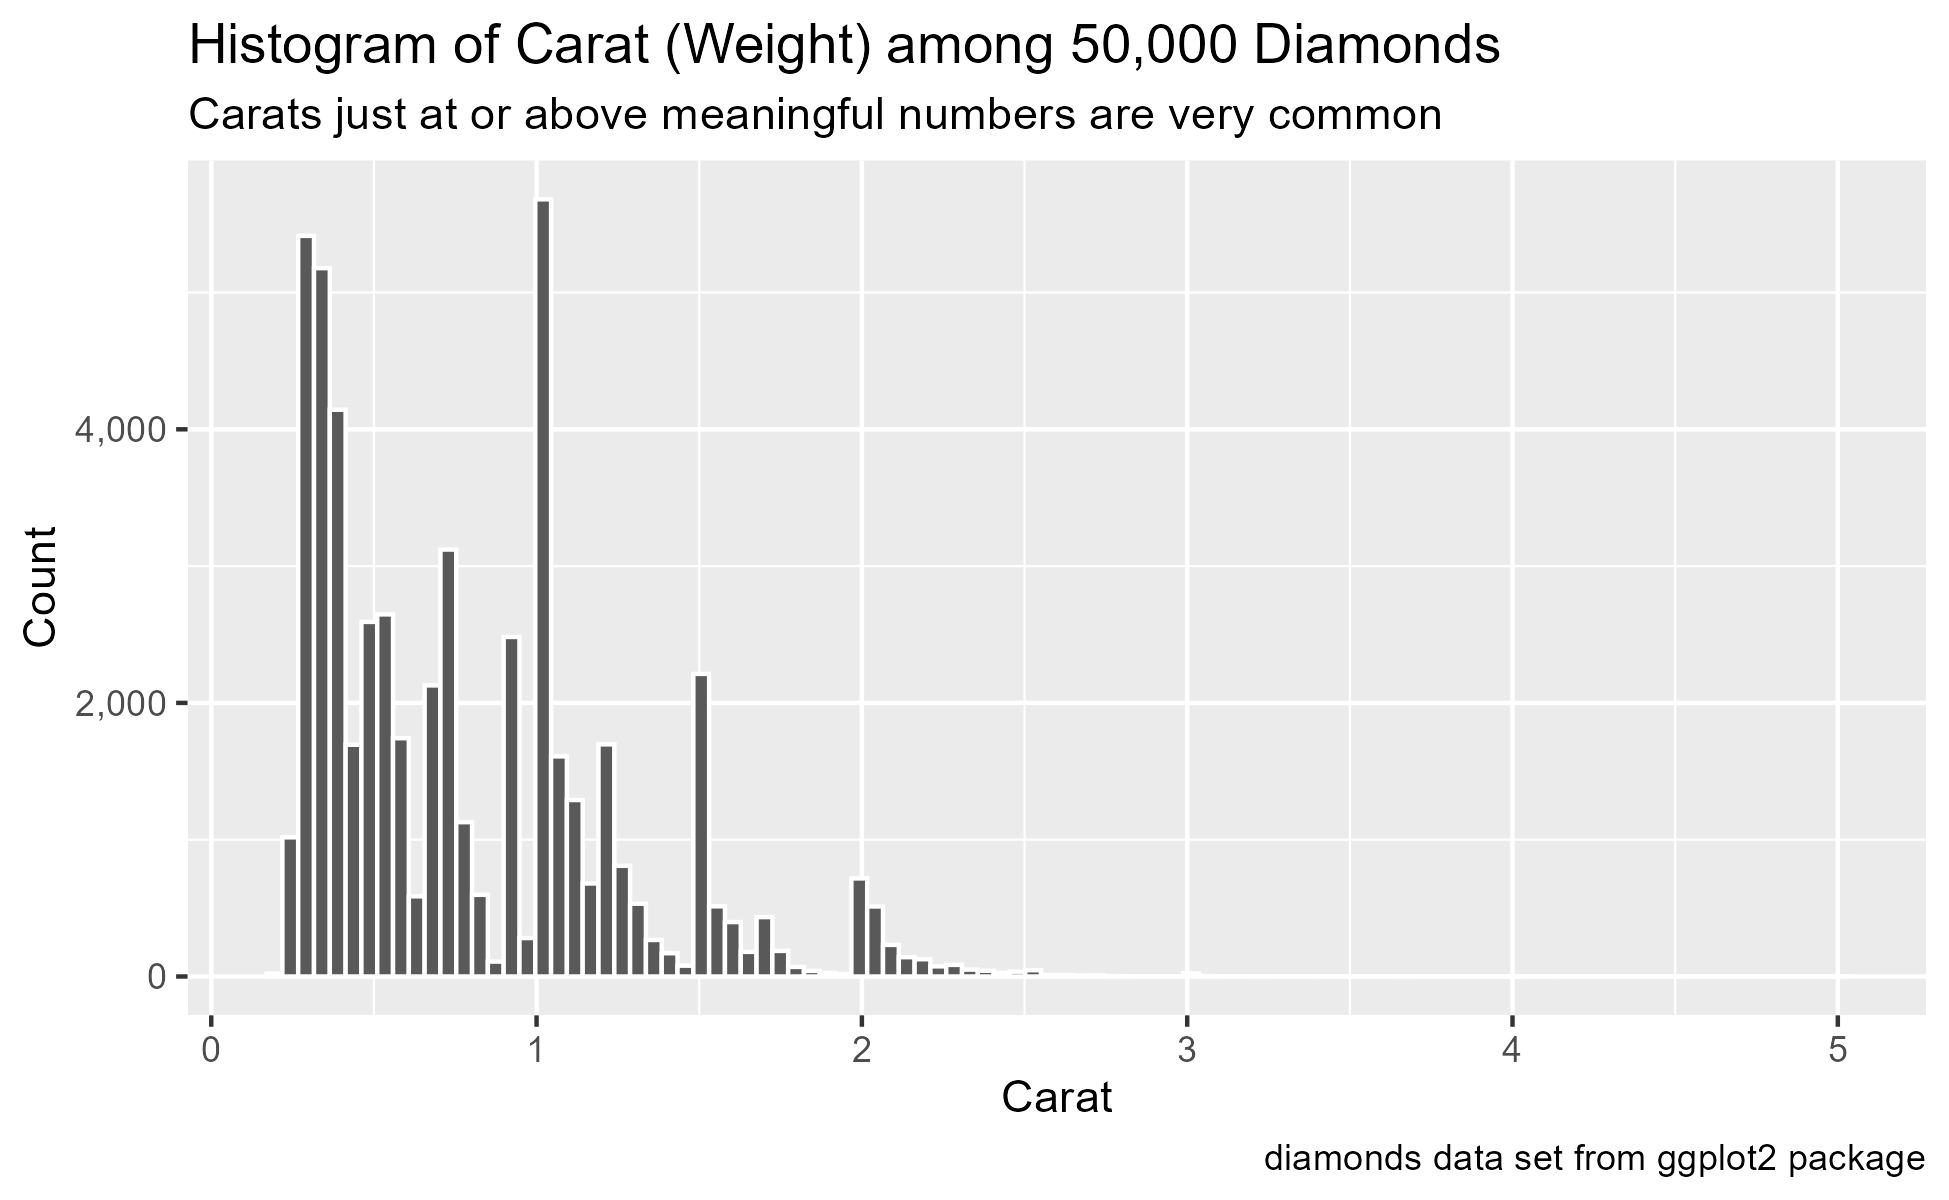 Histogram of Carat (Weight) among 50,000 Diamonds
Carats just at or above meaningful numbers are very common
Count
4,000
2,000
0
0 1 2 3 4 5
Carat
diamonds data set from ggplot2 package